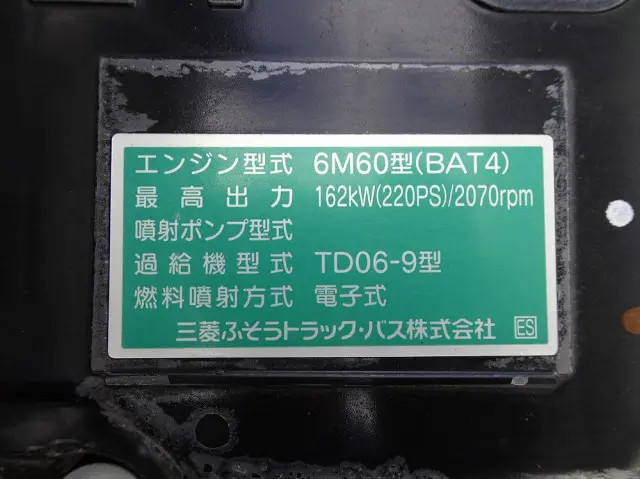 エンジン型式 6M60型(BAT4)
最高出力 162kW(220PS)/2070rpm
噴射ポンプ型式
過給機型式 TD06-9型
燃料噴射方式 電子式
三菱ふそうトラック・バス株式会社 ES